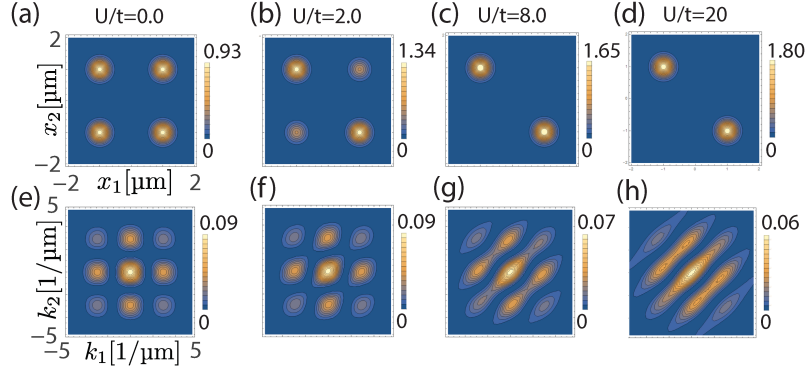 (a) U/t=0.0 (b) U/t=2.0 (c) U/t=8.0 (d) U/t=20
2 0.93 1.34 1.65 1.80
x₂[µm]
−2 0 0 0 0
−2 x₁[µm] 2
(e) (f) (g) (h)
5 0.09 0.09 0.07 0.06
k₂[1/µm]
−5 0 0 0 0
−5 k₁[1/µm] 5